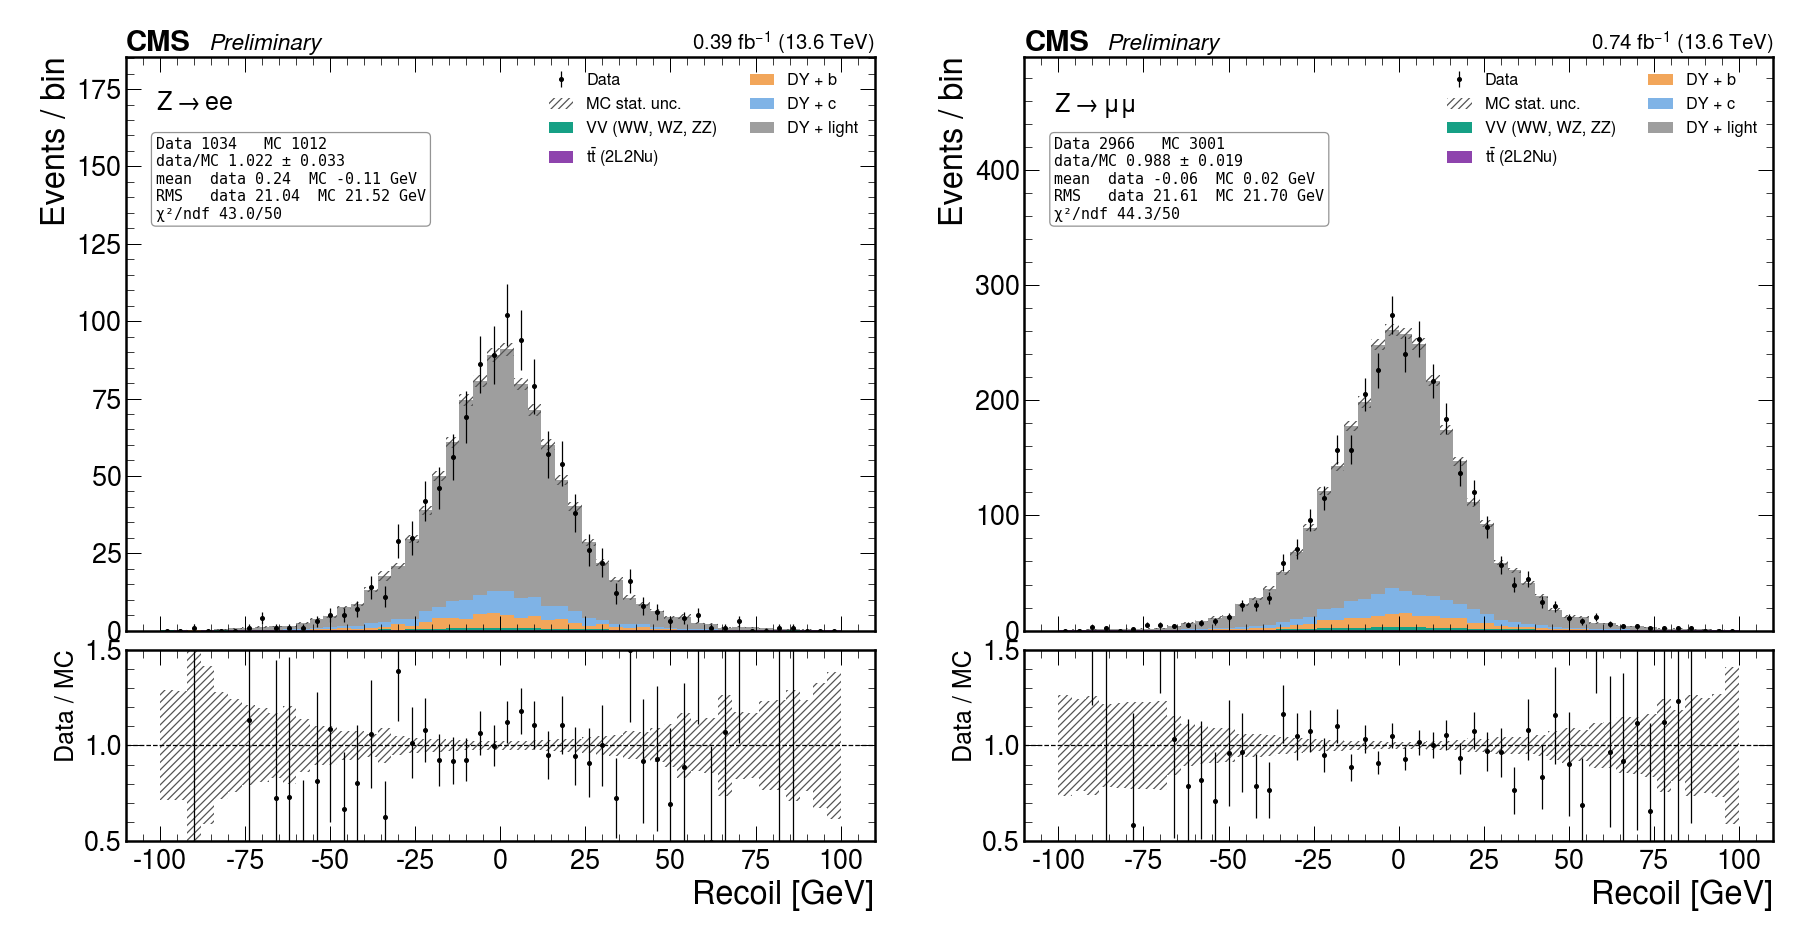 CMS Preliminary 0.39 fb⁻¹ (13.6 TeV)
Events / bin
Z → ee
Data
MC stat. unc.
VV (WW, WZ, ZZ)
tt̄ (2L2Nu)
DY + b
DY + c
DY + light
Data 1034 MC 1012
data/MC 1.022 ± 0.033
mean data 0.24 MC -0.11 GeV
RMS data 21.04 MC 21.52 GeV
χ²/ndf 43.0/50
175
150
125
100
75
50
25
0
Data / MC
1.5
1.0
0.5
-100 -75 -50 -25 0 25 50 75 100
Recoil [GeV]
CMS Preliminary 0.74 fb⁻¹ (13.6 TeV)
Events / bin
Z → μμ
Data
MC stat. unc.
VV (WW, WZ, ZZ)
tt̄ (2L2Nu)
DY + b
DY + c
DY + light
Data 2966 MC 3001
data/MC 0.988 ± 0.019
mean data -0.06 MC 0.02 GeV
RMS data 21.61 MC 21.70 GeV
χ²/ndf 44.3/50
400
300
200
100
0
Data / MC
1.5
1.0
0.5
-100 -75 -50 -25 0 25 50 75 100
Recoil [GeV]